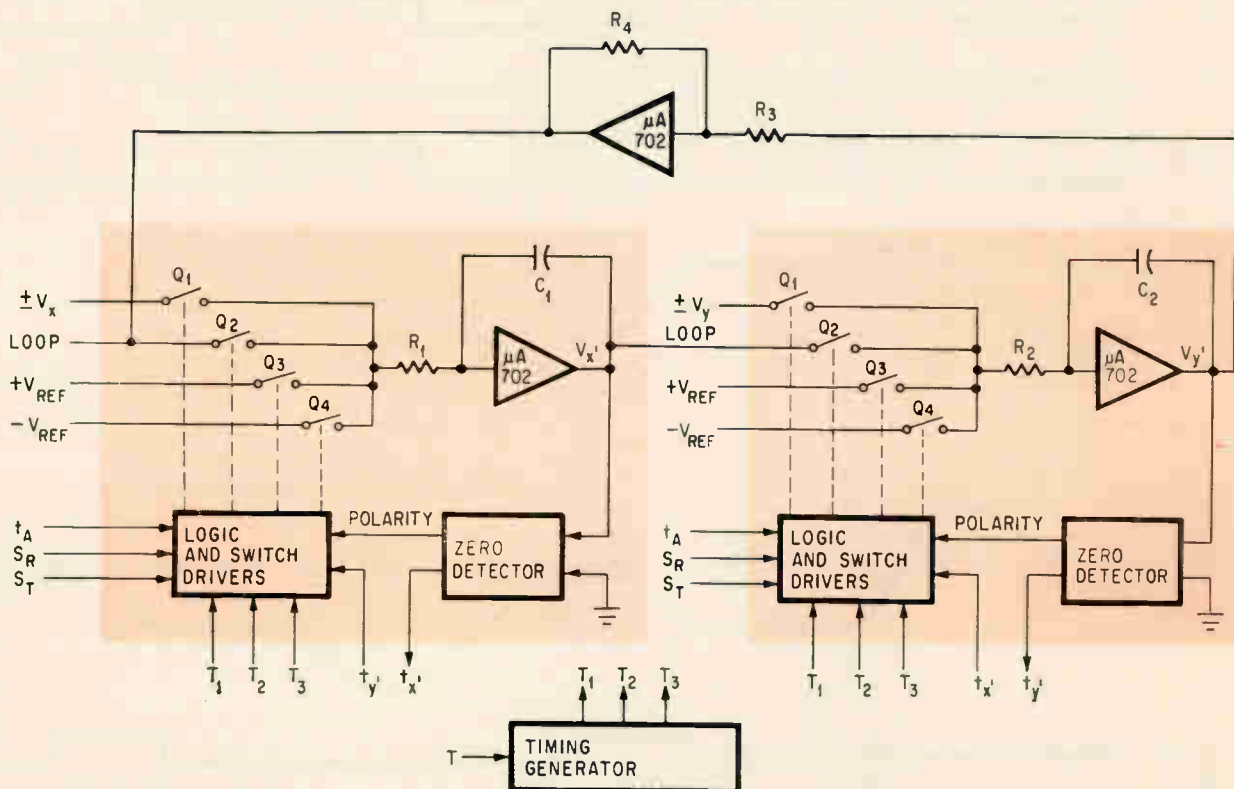 R4
μA 702
R3
± Vx
LOOP
+VREF
−VREF
Q1
Q2
Q3
Q4
R1
C1
μA 702
Vx'
± Vy
LOOP
+VREF
−VREF
Q1
Q2
Q3
Q4
R2
C2
μA 702
Vy'
tA
SR
ST
LOGIC
AND SWITCH
DRIVERS
POLARITY
ZERO
DETECTOR
T1 T2 T3 ty' tx'
tA
SR
ST
LOGIC
AND SWITCH
DRIVERS
POLARITY
ZERO
DETECTOR
T1 T2 T3 tx' ty'
T1 T2 T3
T
TIMING
GENERATOR